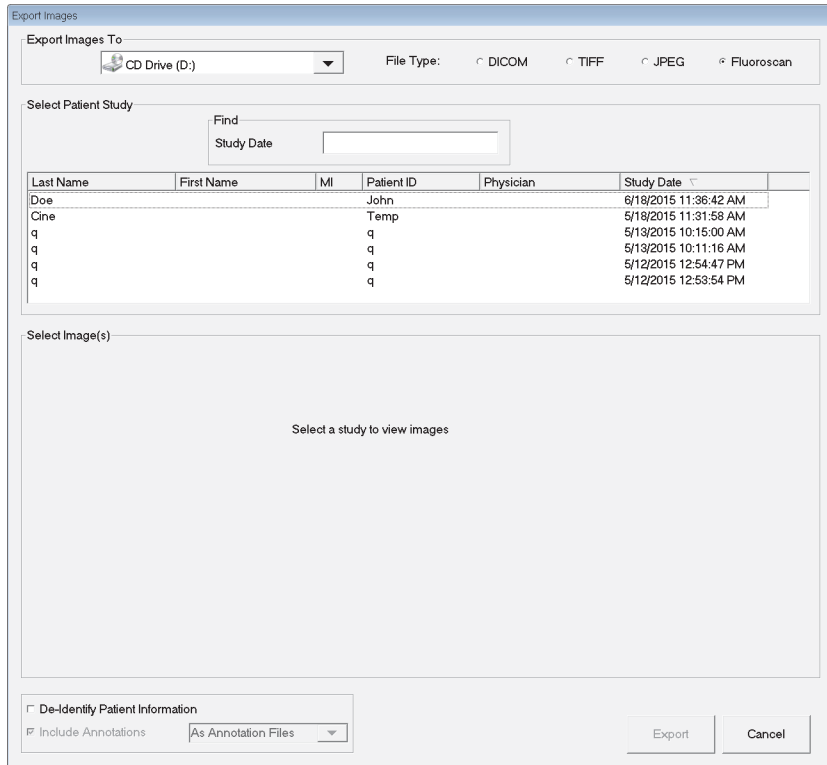 Export Images
Export Images To
CD Drive (D:) File Type: DICOM TIFF JPEG Fluoroscan
Select Patient Study
Find
Study Date
Last Name First Name MI Patient ID Physician Study Date
Doe John 6/18/2015 11:36:42 AM
Cine Temp 5/18/2015 11:31:58 AM
q q 5/13/2015 10:15:00 AM
q q 5/13/2015 10:11:16 AM
q q 5/12/2015 12:54:47 PM
q q 5/12/2015 12:53:54 PM
Select Image(s)
Select a study to view images
De-Identify Patient Information
Include Annotations As Annotation Files
Export Cancel